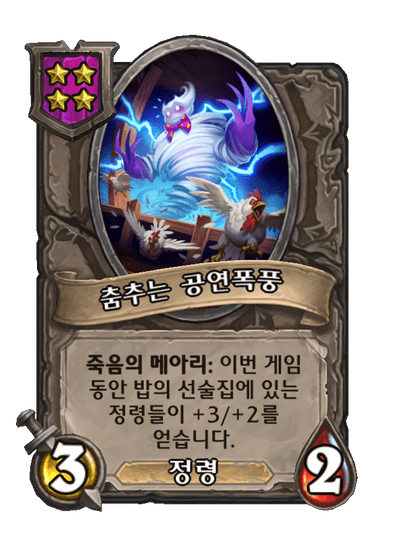 춤추는 공연폭풍
죽음의 메아리: 이번 게임
동안 밥의 선술집에 있는
정령들이 +3/+2를
얻습니다.
3
정령
2